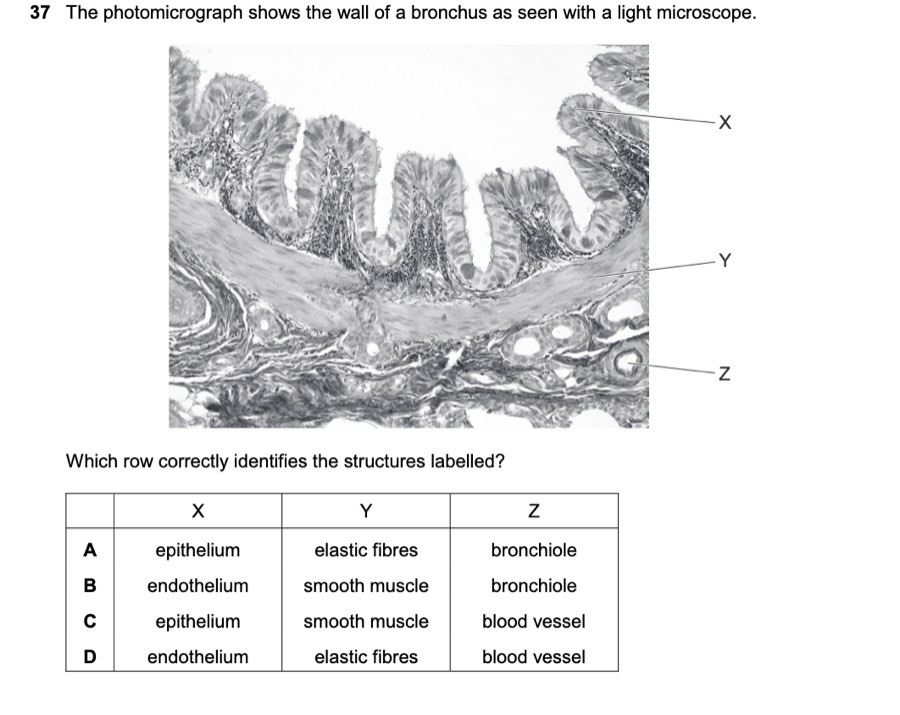 37 The photomicrograph shows the wall of a bronchus as seen with a light microscope.
X
Y
Z
Which row correctly identifies the structures labelled?
X Y Z
A epithelium elastic fibres bronchiole
B endothelium smooth muscle bronchiole
C epithelium smooth muscle blood vessel
D endothelium elastic fibres blood vessel